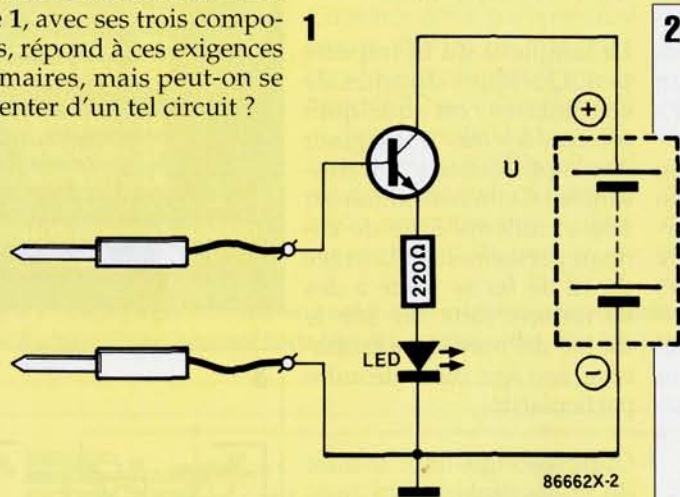 e 1, avec ses trois compo-
s, répond à ces exigences
maires, mais peut-on se
enter d'un tel circuit ?
1
2
+
U
220Ω
LED
−
86662X-2